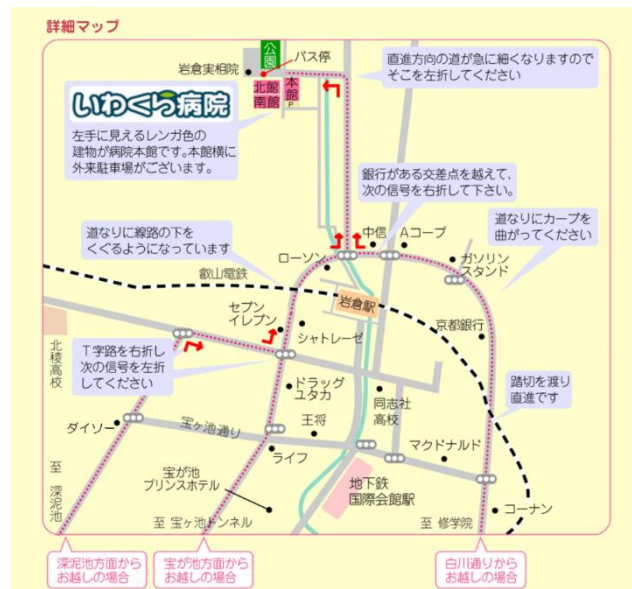 詳細マップ
公園
バス停
岩倉実相院
北館
南館
本館
P
直進方向の道が急に細くなりますので
そこを左折してください
いわくら病院
左手に見えるレンガ色の
建物が病院本館です。本館横に
外来駐車場がございます。
銀行がある交差点を越えて、
次の信号を右折して下さい。
道なりにカーブを
曲がってください
中信
Aコープ
道なりに線路の下を
くぐるようになっています
ローソン
ガソリン
スタンド
叡山電鉄
岩倉駅
セブン
イレブン
シャトレーゼ
京都銀行
北稜高校
T字路を右折し
次の信号を左折
してください
踏切を渡り
直進です
ドラッグ
ユタカ
同志社
高校
ダイソー
宝ヶ池通り
王将
マクドナルド
ライフ
至 深泥池
宝が池
プリンスホテル
地下鉄
国際会館駅
コーナン
至 宝ヶ池トンネル
至 修学院
深泥池方面から
お越しの場合
宝が池方面から
お越しの場合
白川通りから
お越しの場合